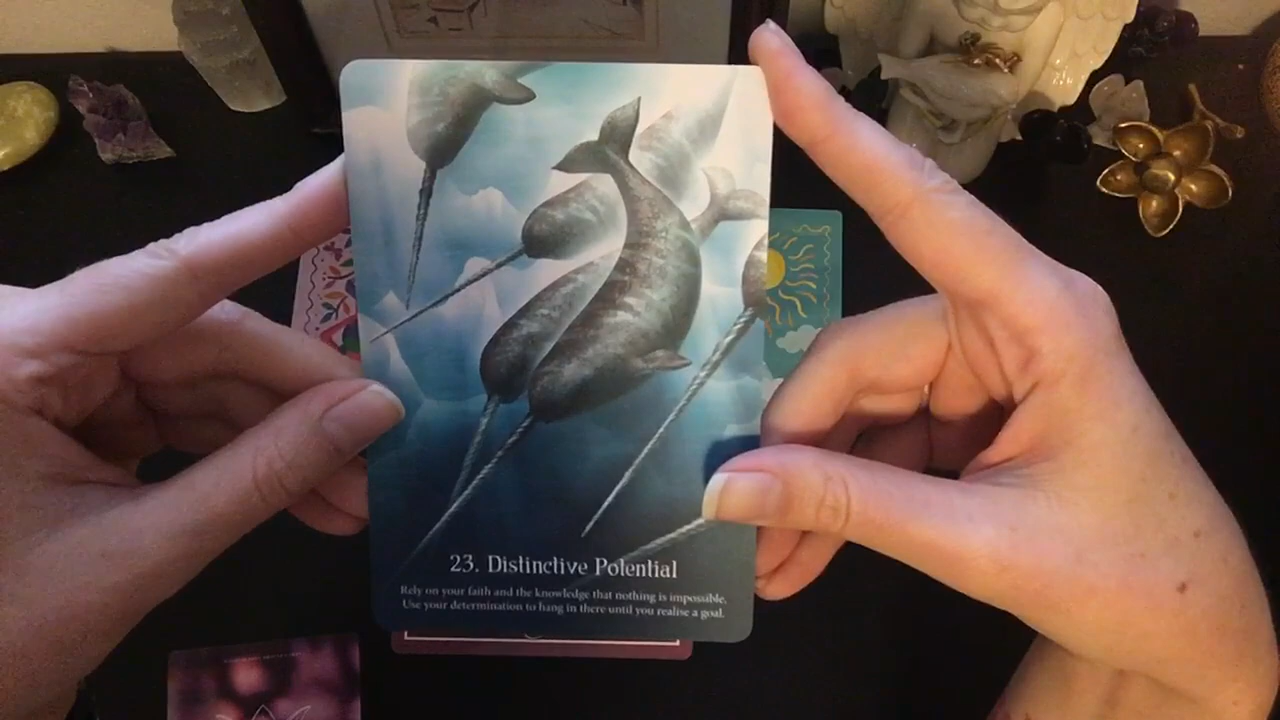 23. Distinctive Potential
Rely on your faith and the knowledge that nothing is impossible.
Use your determination to hang in there until you realise a goal.